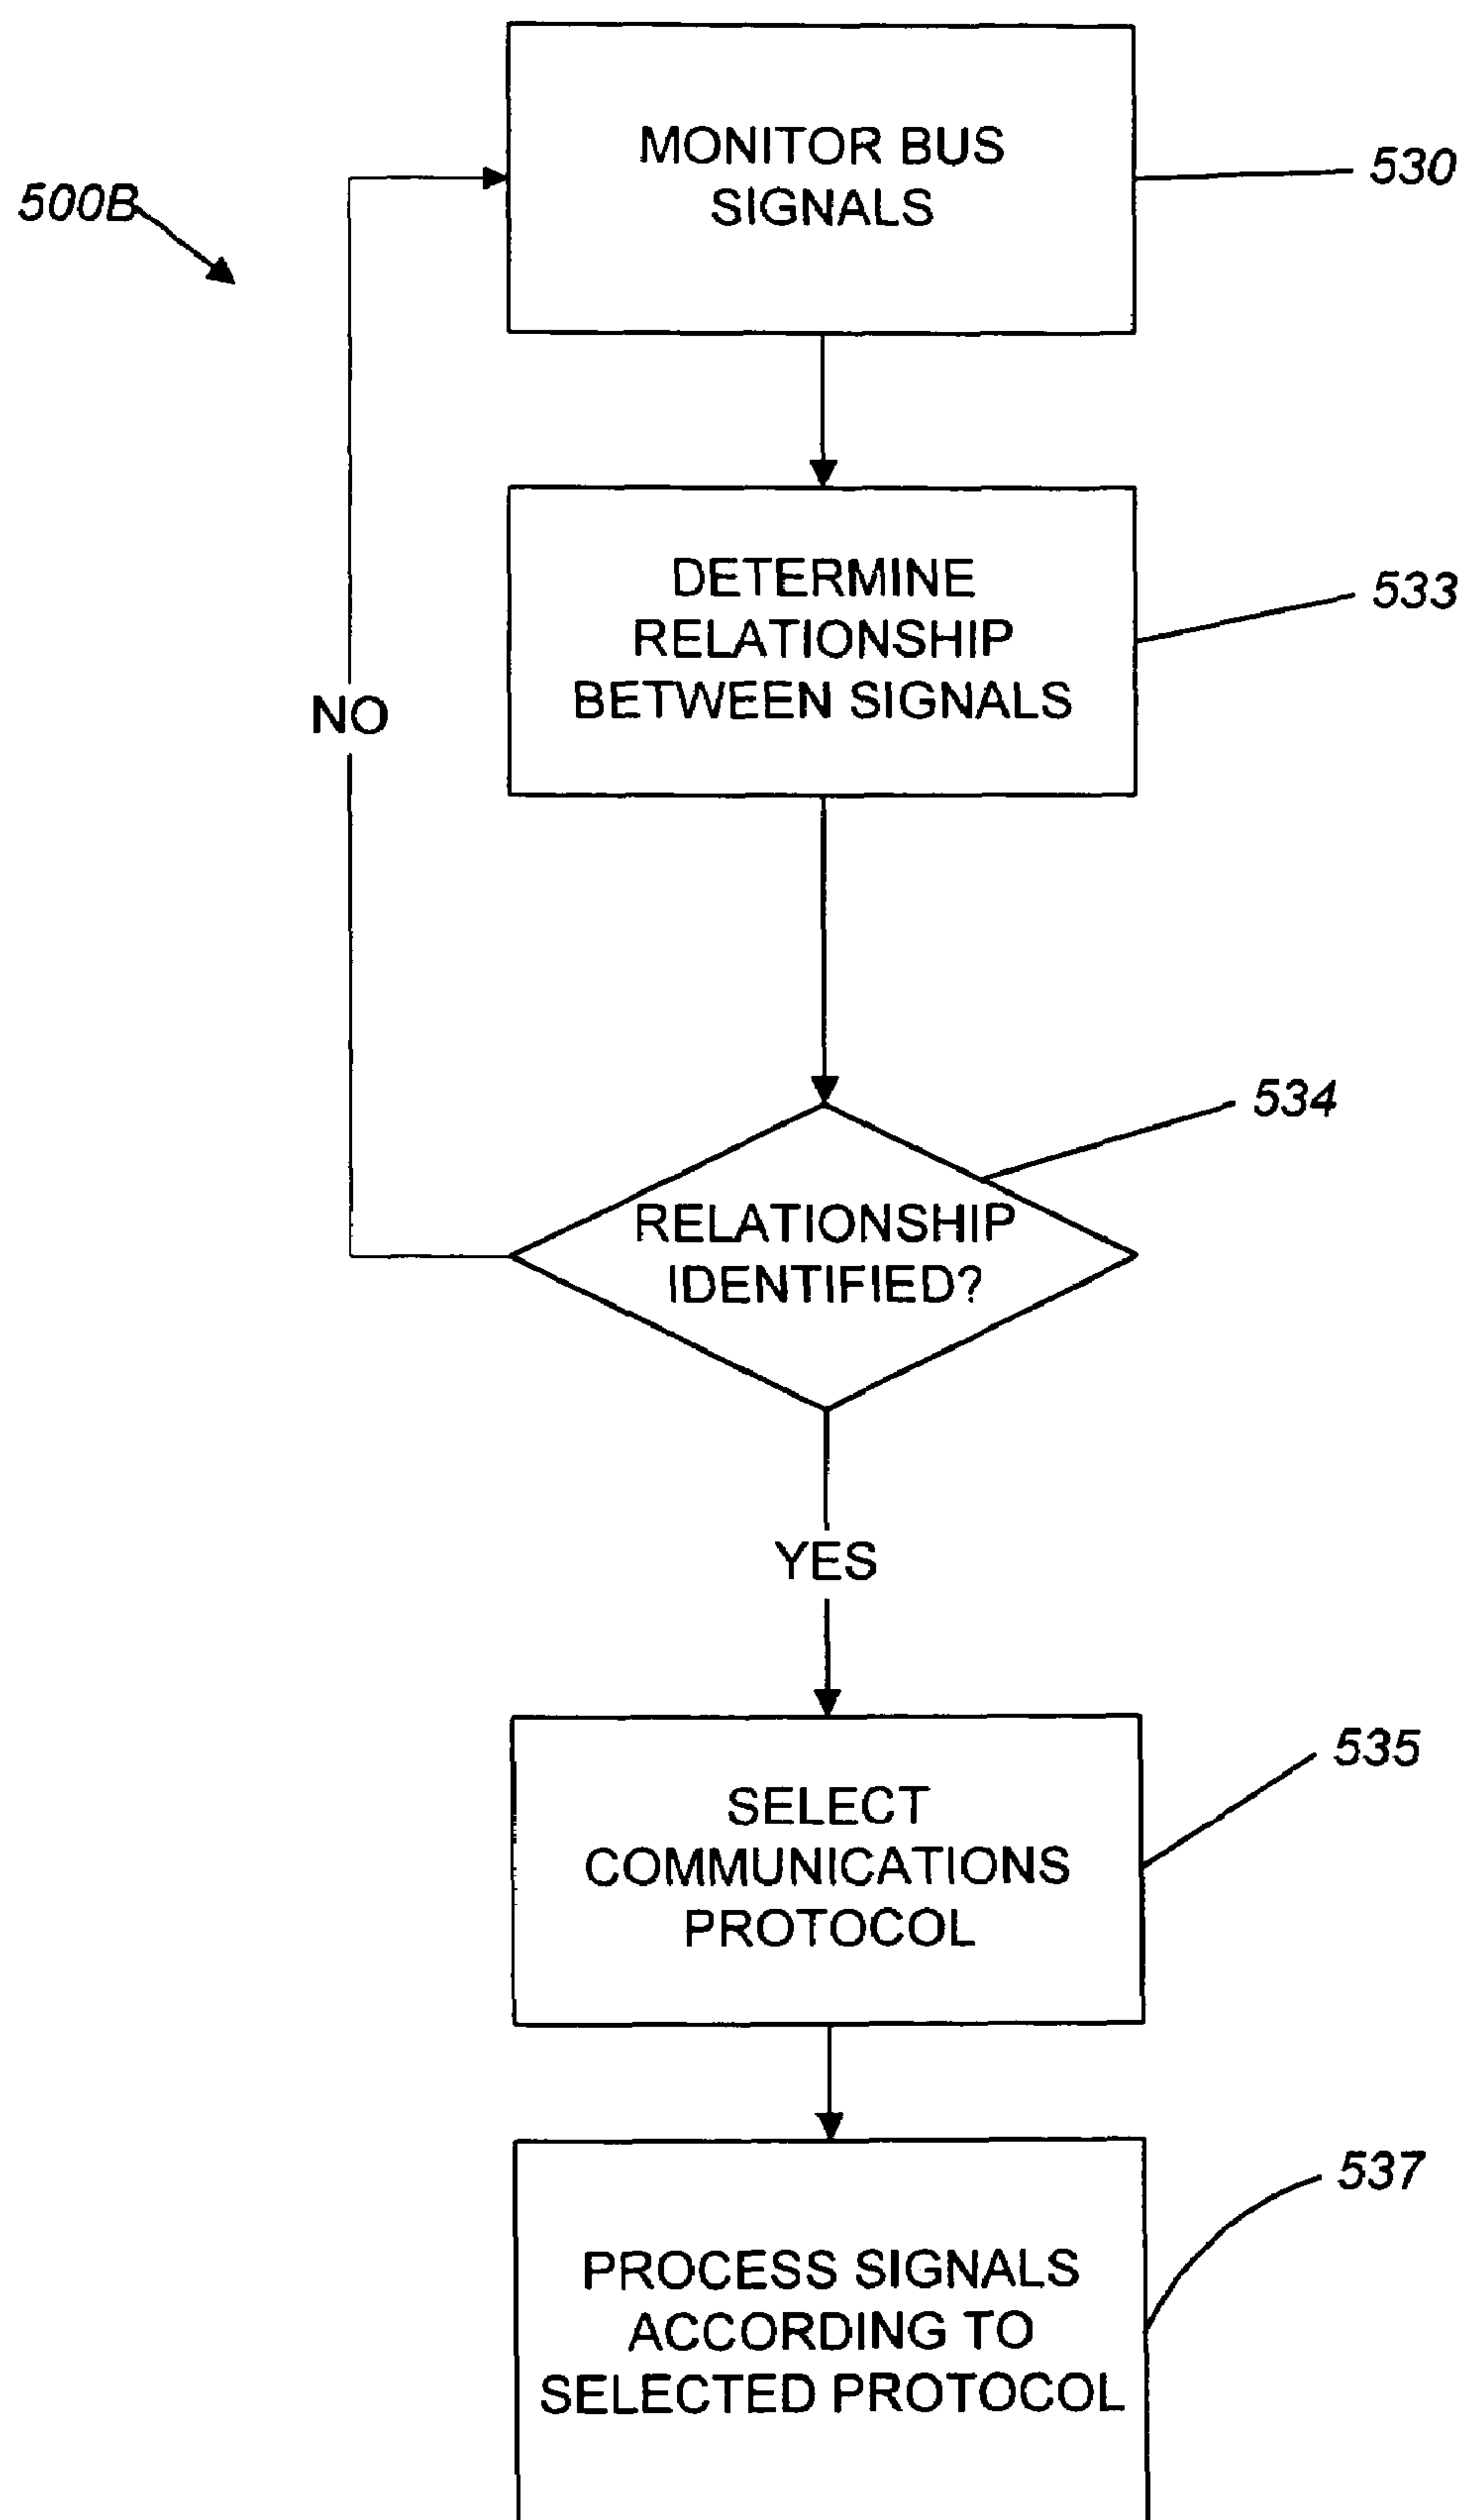 MONITOR BUS
SIGNALS
530
500B
DETERMINE
RELATIONSHIP
BETWEEN SIGNALS
533
NO
534
RELATIONSHIP
IDENTIFIED?
YES
535
SELECT
COMMUNICATIONS
PROTOCOL
537
PROCESS SIGNALS
ACCORDING TO
SELECTED PROTOCOL